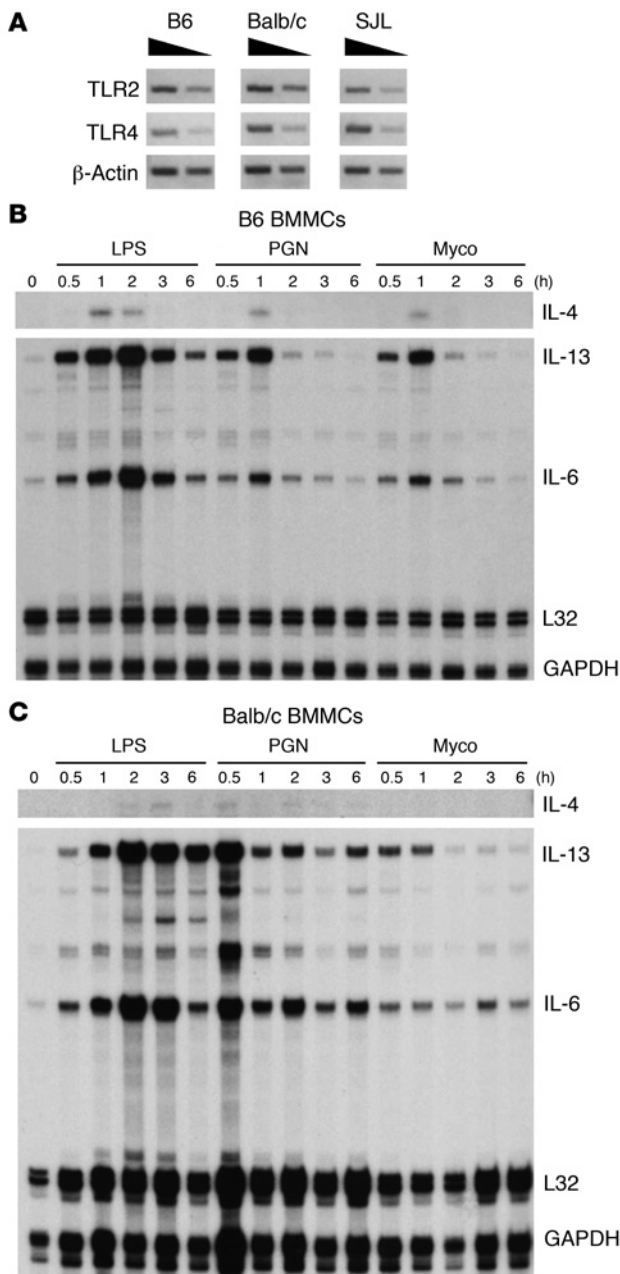 A
B6 Balb/c SJL
TLR2
TLR4
β-Actin
B
B6 BMMCs
LPS PGN Myco
0 0.5 1 2 3 6 0.5 1 2 3 6 0.5 1 2 3 6 (h)
IL-4
IL-13
IL-6
L32
GAPDH
C
Balb/c BMMCs
LPS PGN Myco
0 0.5 1 2 3 6 0.5 1 2 3 6 0.5 1 2 3 6 (h)
IL-4
IL-13
IL-6
L32
GAPDH